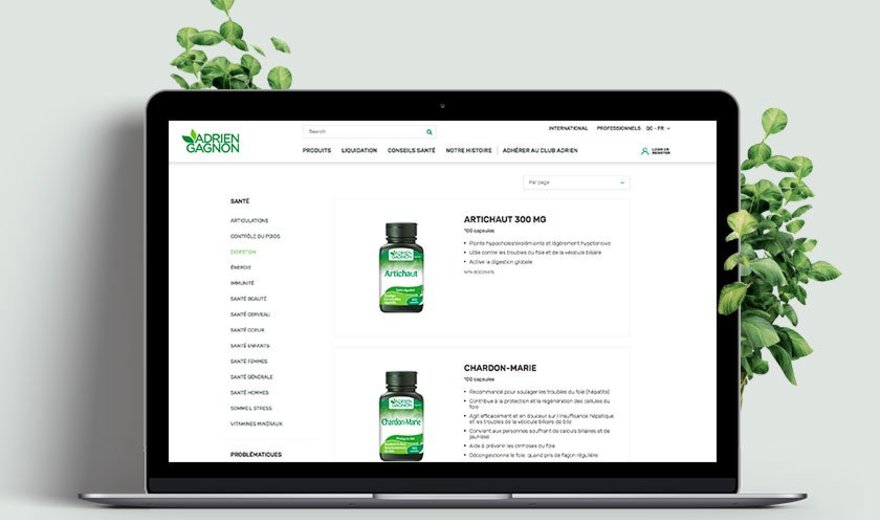 ADRIEN
GAGNON
Search
INTERNATIONAL PROFESSIONNELS QC - FR
PRODUITS LIQUIDATION CONSEILS SANTÉ NOTRE HISTOIRE ADHÉRER AU CLUB ADRIEN
LOGIN OR
REGISTER
Par page
SANTÉ
ARTICULATIONS
CONTRÔLE DU POIDS
DIGESTION
ÉNERGIE
IMMUNITÉ
SANTÉ BEAUTÉ
SANTÉ CERVEAU
SANTÉ COEUR
SANTÉ ENFANTS
SANTÉ FEMMES
SANTÉ GÉNÉRALE
SANTÉ HOMMES
SOMMEIL STRESS
VITAMINES MINÉRAUX
PROBLÉMATIQUES
ADRIEN
GAGNON
Artichaut
ARTICHAUT 300 MG
100 capsules
Plante hypocholestérolémiante et légèrement hypotensive
Utile contre les troubles du foie et de la vésicule biliaire
Active la digestion globale
NPN
ADRIEN
GAGNON
Chardon-Marie
CHARDON-MARIE
100 capsules
Recommandé pour soulager les troubles du foie (hépatite)
Contribue à la protection et la régénération des cellules du
foie
Agit efficacement et en douceur sur l'insuffisance hépatique
et les troubles de la vésicule biliaire de bile
Convient aux personnes souffrant de calculs biliaires et de
jaunisse
Aide à prévenir les cirrhoses du foie
Décongestionne le foie quand pris de façon régulière